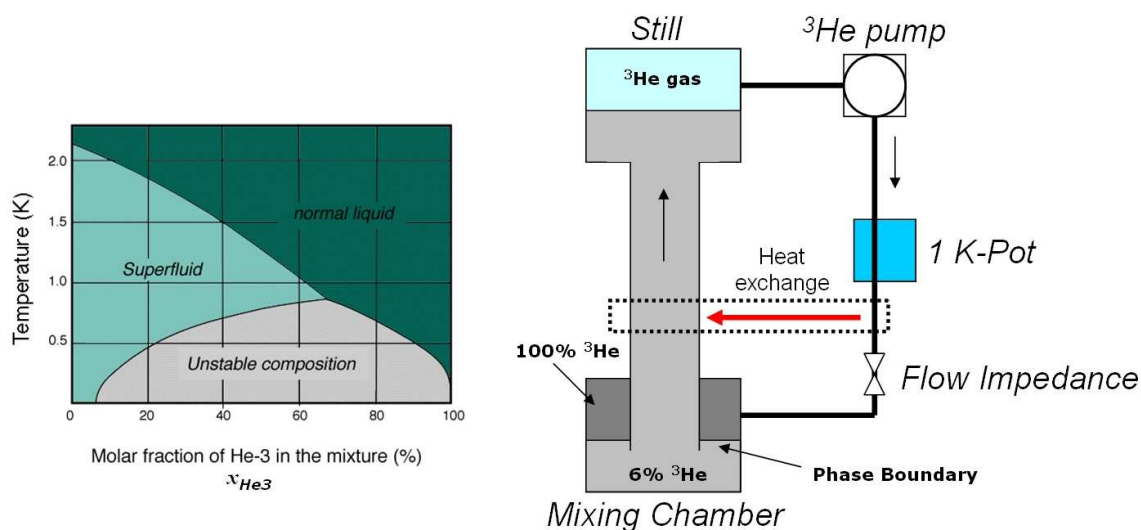 2.0
1.5
1.0
0.5
Temperature (K)
normal liquid
Superfluid
Unstable composition
0 20 40 60 80 100
Molar fraction of He-3 in the mixture (%)
xHe3
Still
³He pump
³He gas
1 K-Pot
Heat
exchange
100% ³He
Flow Impedance
6% ³He
Phase Boundary
Mixing Chamber